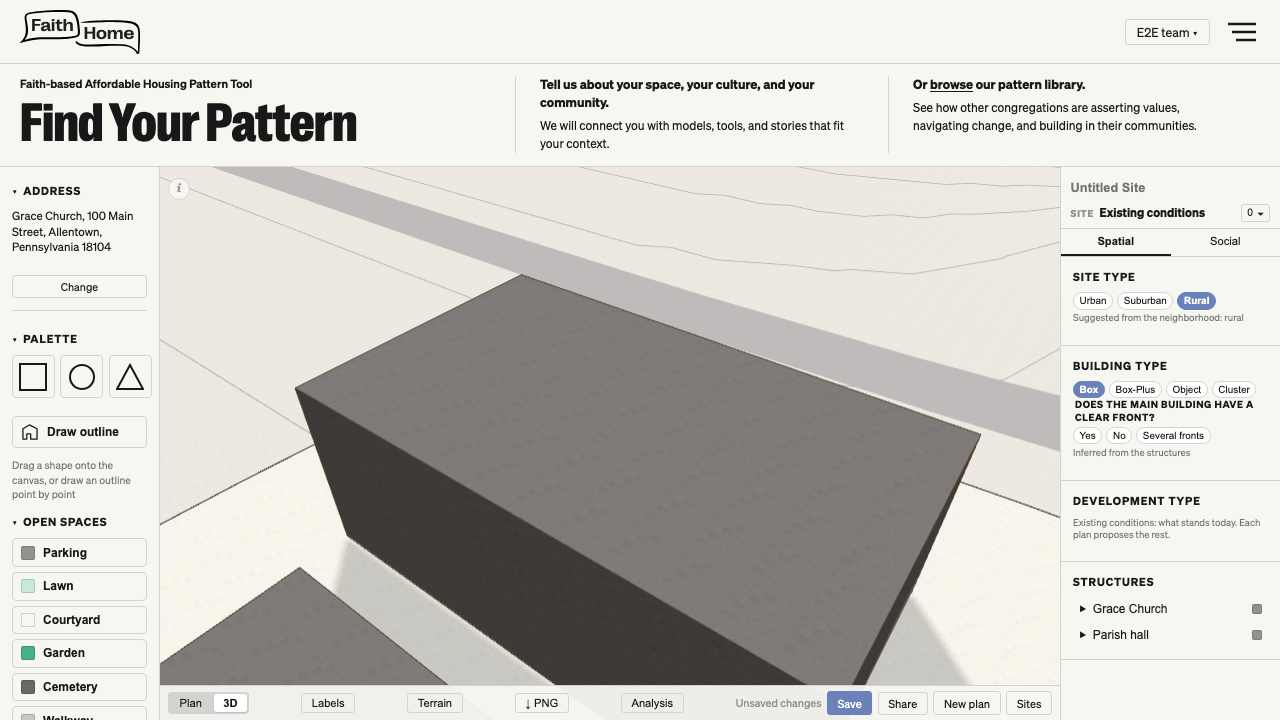 Faith
Home
E2E team ▾
Faith-based Affordable Housing Pattern Tool
Find Your Pattern
Tell us about your space, your culture, and your
community.
We will connect you with models, tools, and stories that fit
your context.
Or browse our pattern library.
See how other congregations are asserting values,
navigating change, and building in their communities.
ADDRESS
Grace Church, 100 Main
Street, Allentown,
Pennsylvania 18104
Change
PALETTE
Draw outline
Drag a shape onto the
canvas, or draw an outline
point by point
OPEN SPACES
Parking
Lawn
Courtyard
Garden
Cemetery
Walkway
i
Plan
3D
Labels
Terrain
↓ PNG
Analysis
Unsaved changes
Save
Share
New plan
Sites
Untitled Site
SITE Existing conditions
0
Spatial
Social
SITE TYPE
Urban
Suburban
Rural
Suggested from the neighborhood: rural
BUILDING TYPE
Box
Box-Plus
Object
Cluster
DOES THE MAIN BUILDING HAVE A
CLEAR FRONT?
Yes
No
Several fronts
Inferred from the structures
DEVELOPMENT TYPE
Existing conditions: what stands today. Each
plan proposes the rest.
STRUCTURES
Grace Church
Parish hall